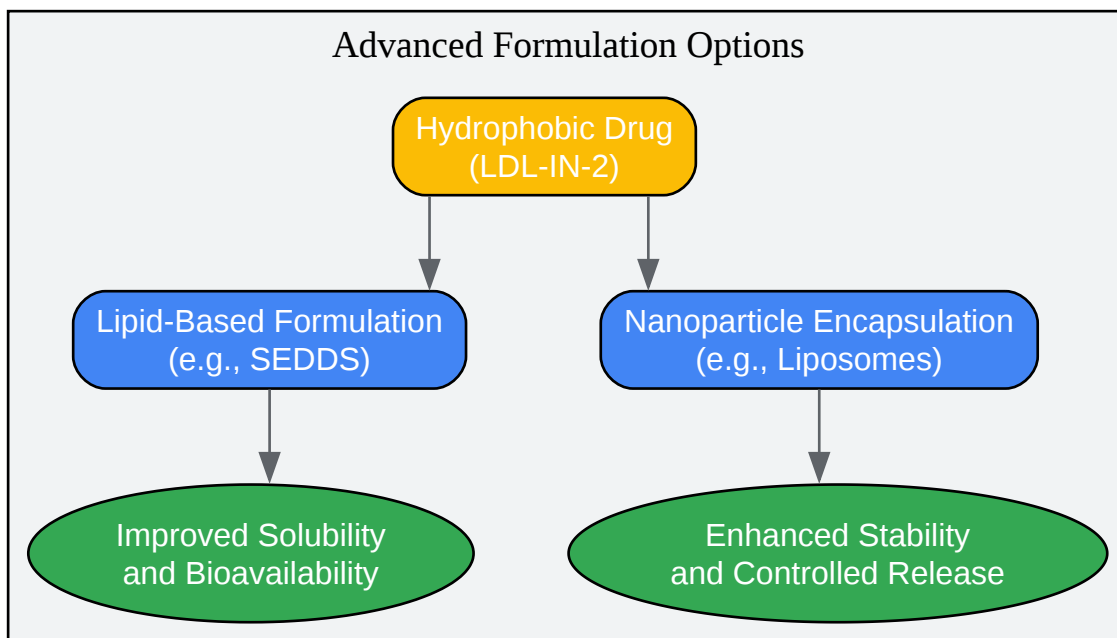 Advanced Formulation Options
Hydrophobic Drug
(LDL-IN-2)
Lipid-Based Formulation
(e.g., SEDDS)
Nanoparticle Encapsulation
(e.g., Liposomes)
Improved Solubility
and Bioavailability
Enhanced Stability
and Controlled Release